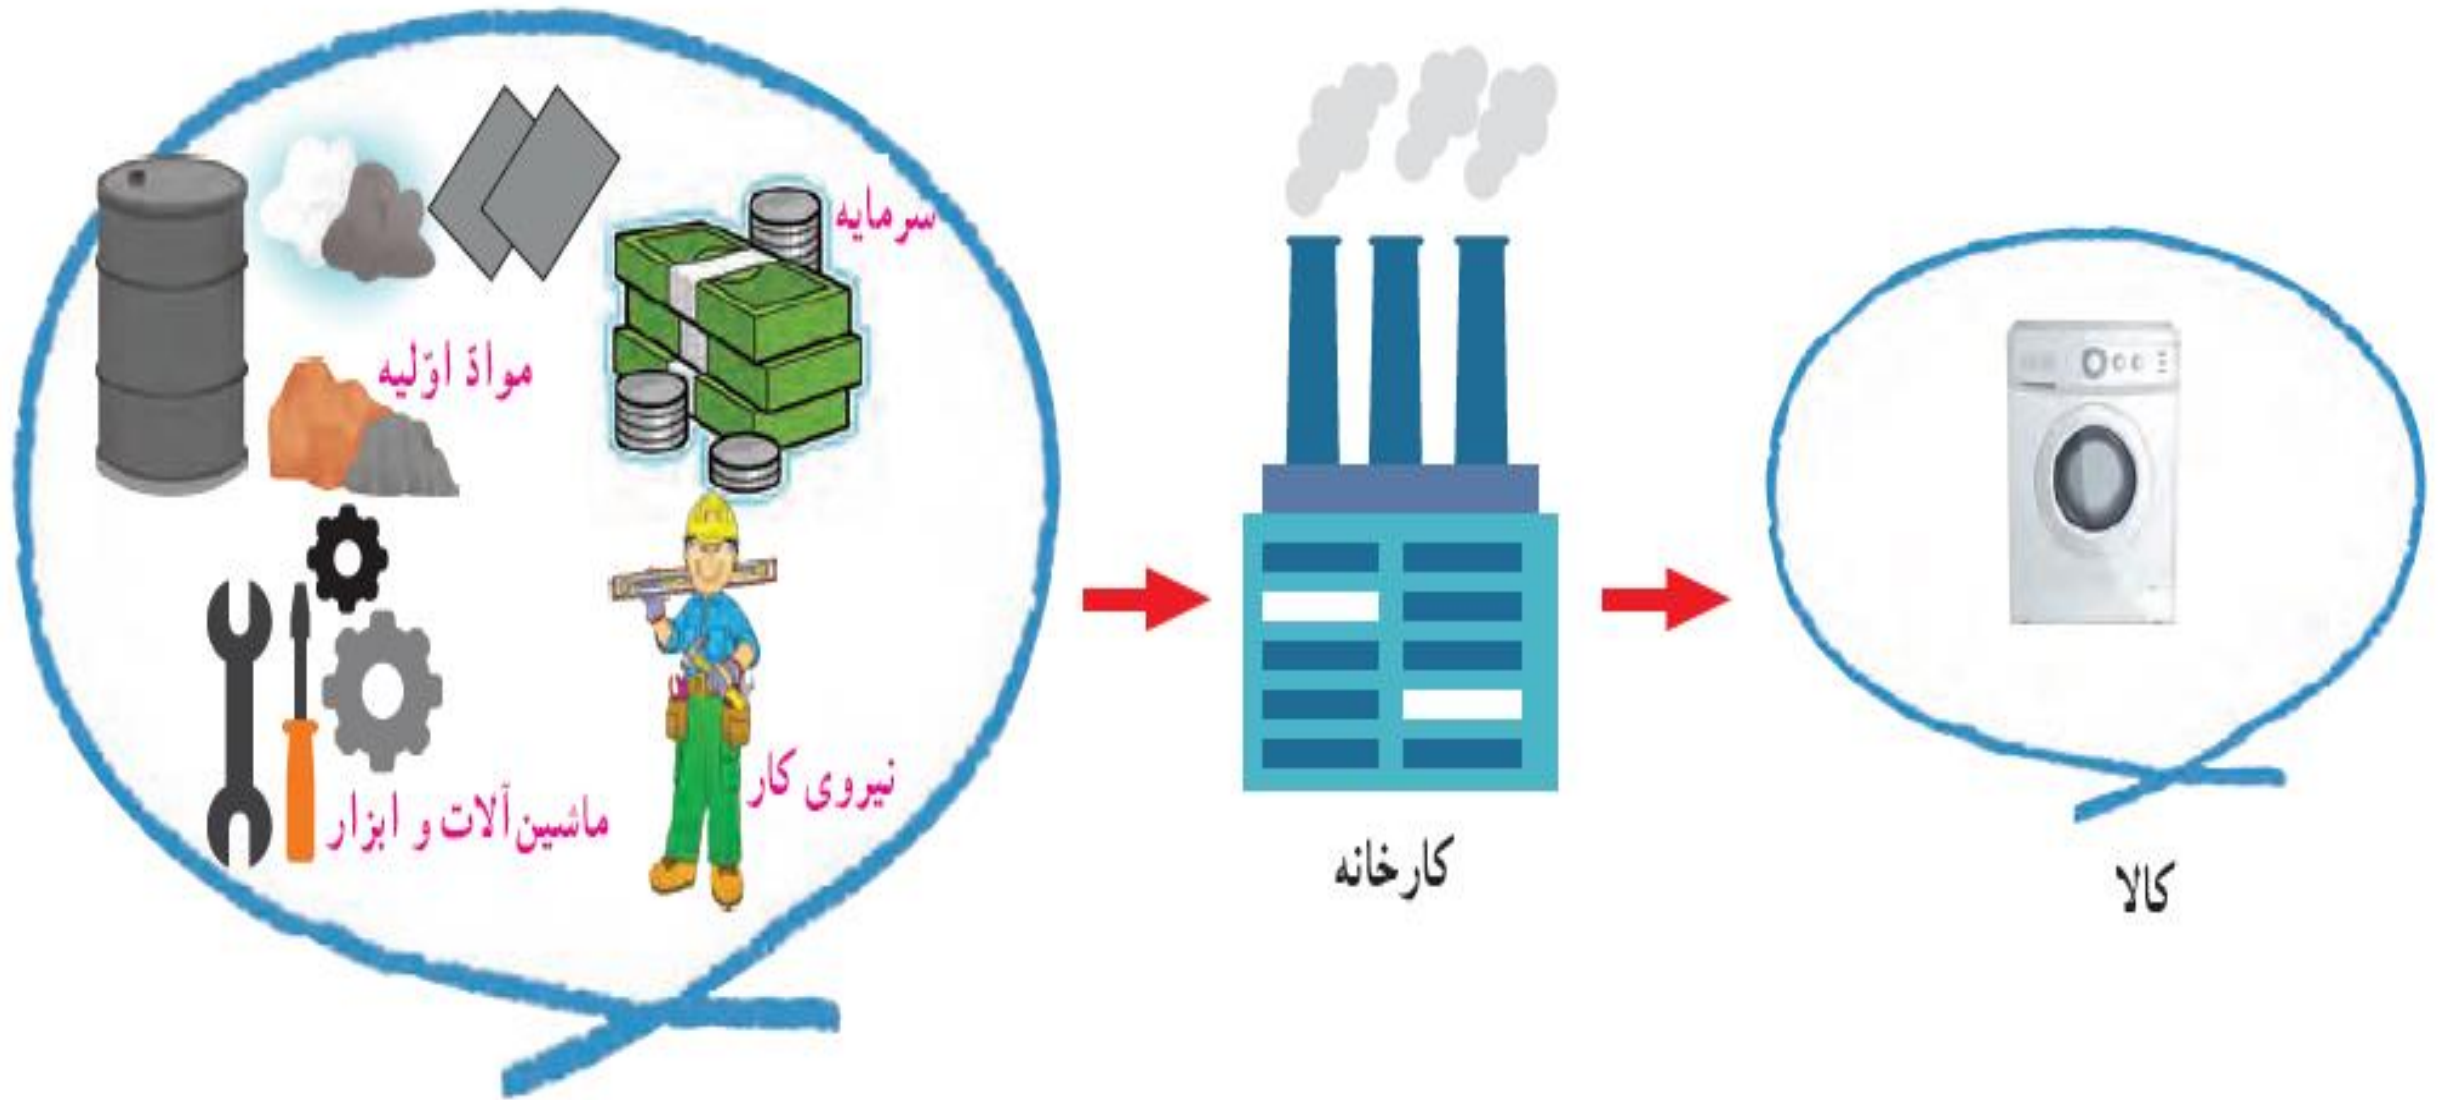 سرمایه
موادّ اوّلیه
نیروی کار
ماشین‌آلات و ابزار
کارخانه
کالا